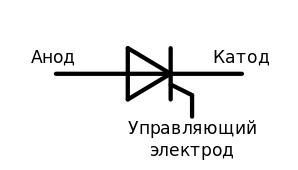 Анод
Катод
Управляющий
электрод